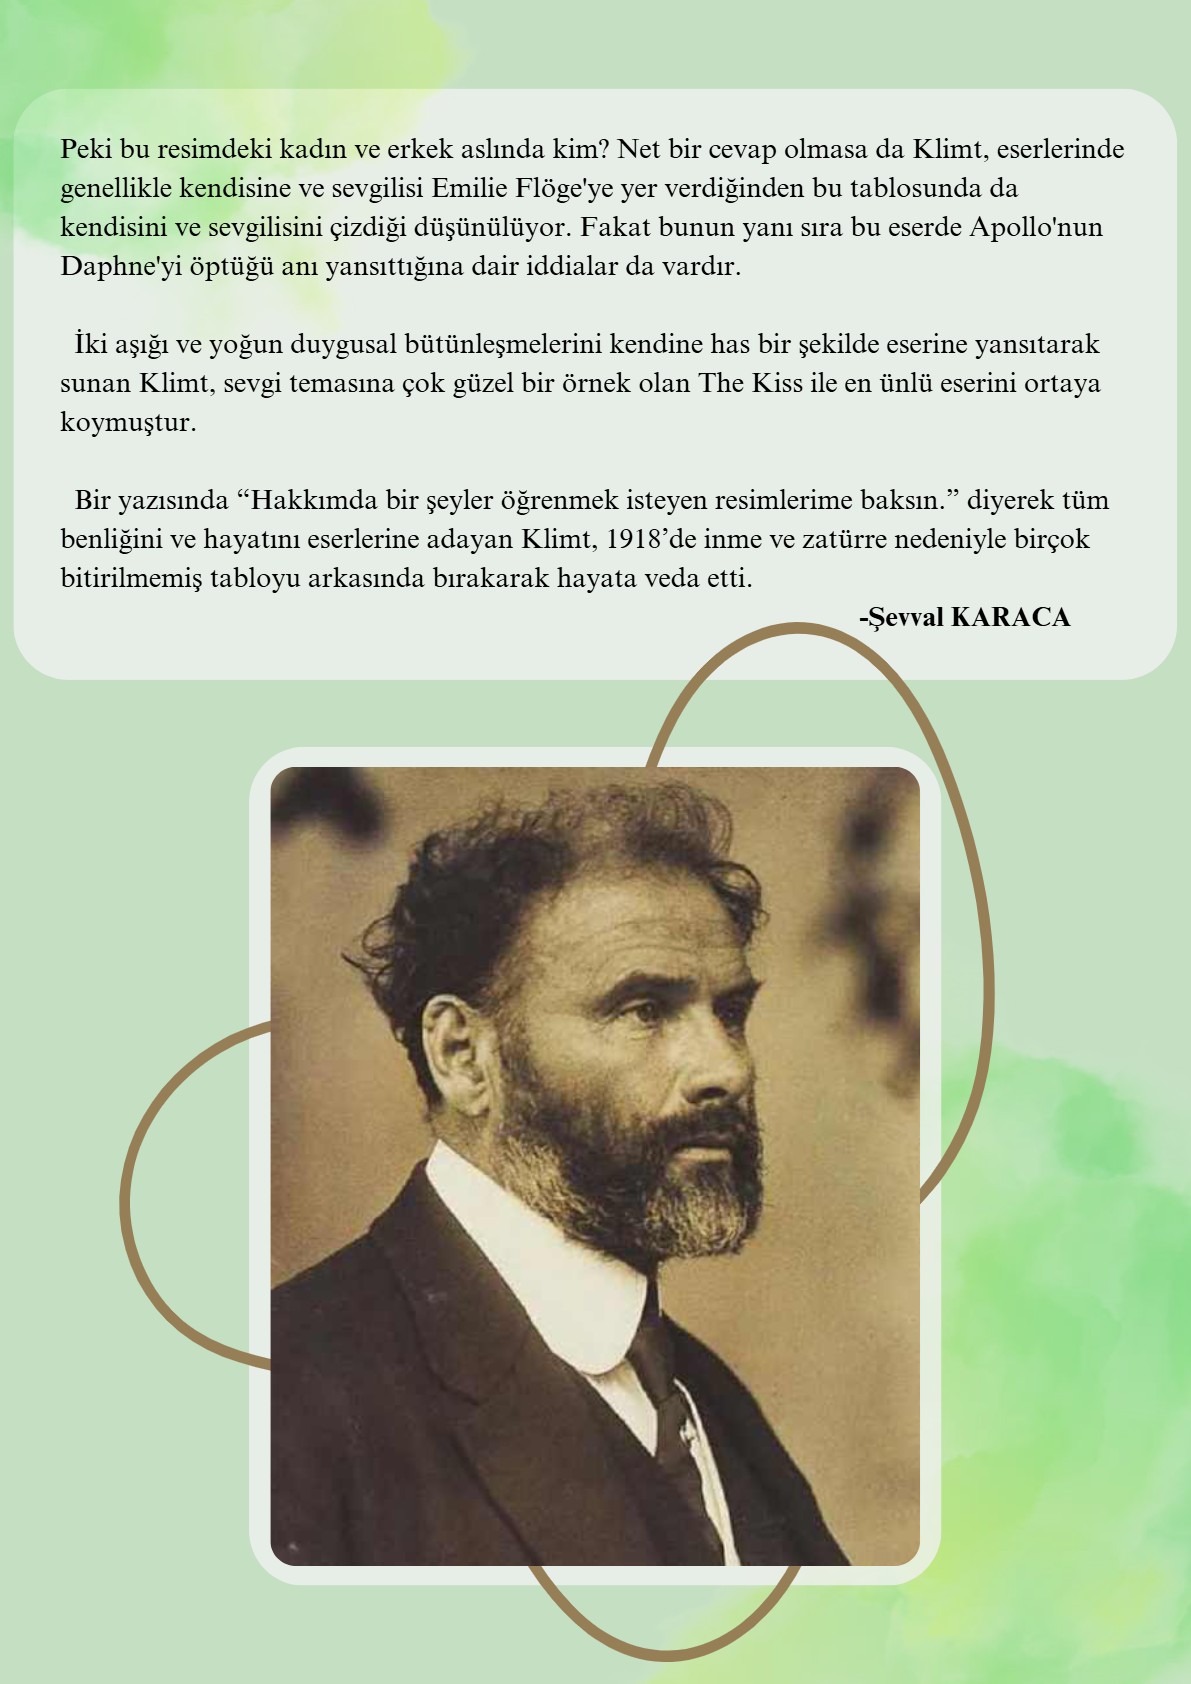 Peki bu resimdeki kadın ve erkek aslında kim? Net bir cevap olmasa da Klimt, eserlerinde
genellikle kendisine ve sevgilisi Emilie Flöge'ye yer verdiğinden bu tablosunda da
kendisini ve sevgilisini çizdiği düşünülüyor. Fakat bunun yanı sıra bu eserde Apollo'nun
Daphne'yi öptüğü anı yansıttığına dair iddialar da vardır.
İki aşığı ve yoğun duygusal bütünleşmelerini kendine has bir şekilde eserine yansıtarak
sunan Klimt, sevgi temasına çok güzel bir örnek olan The Kiss ile en ünlü eserini ortaya
koymuştur.
Bir yazısında “Hakkımda bir şeyler öğrenmek isteyen resimlerime baksın.” diyerek tüm
benliğini ve hayatını eserlerine adayan Klimt, 1918’de inme ve zatürre nedeniyle birçok
bitirilmemiş tabloyu arkasında bırakarak hayata veda etti.
-Şevval KARACA